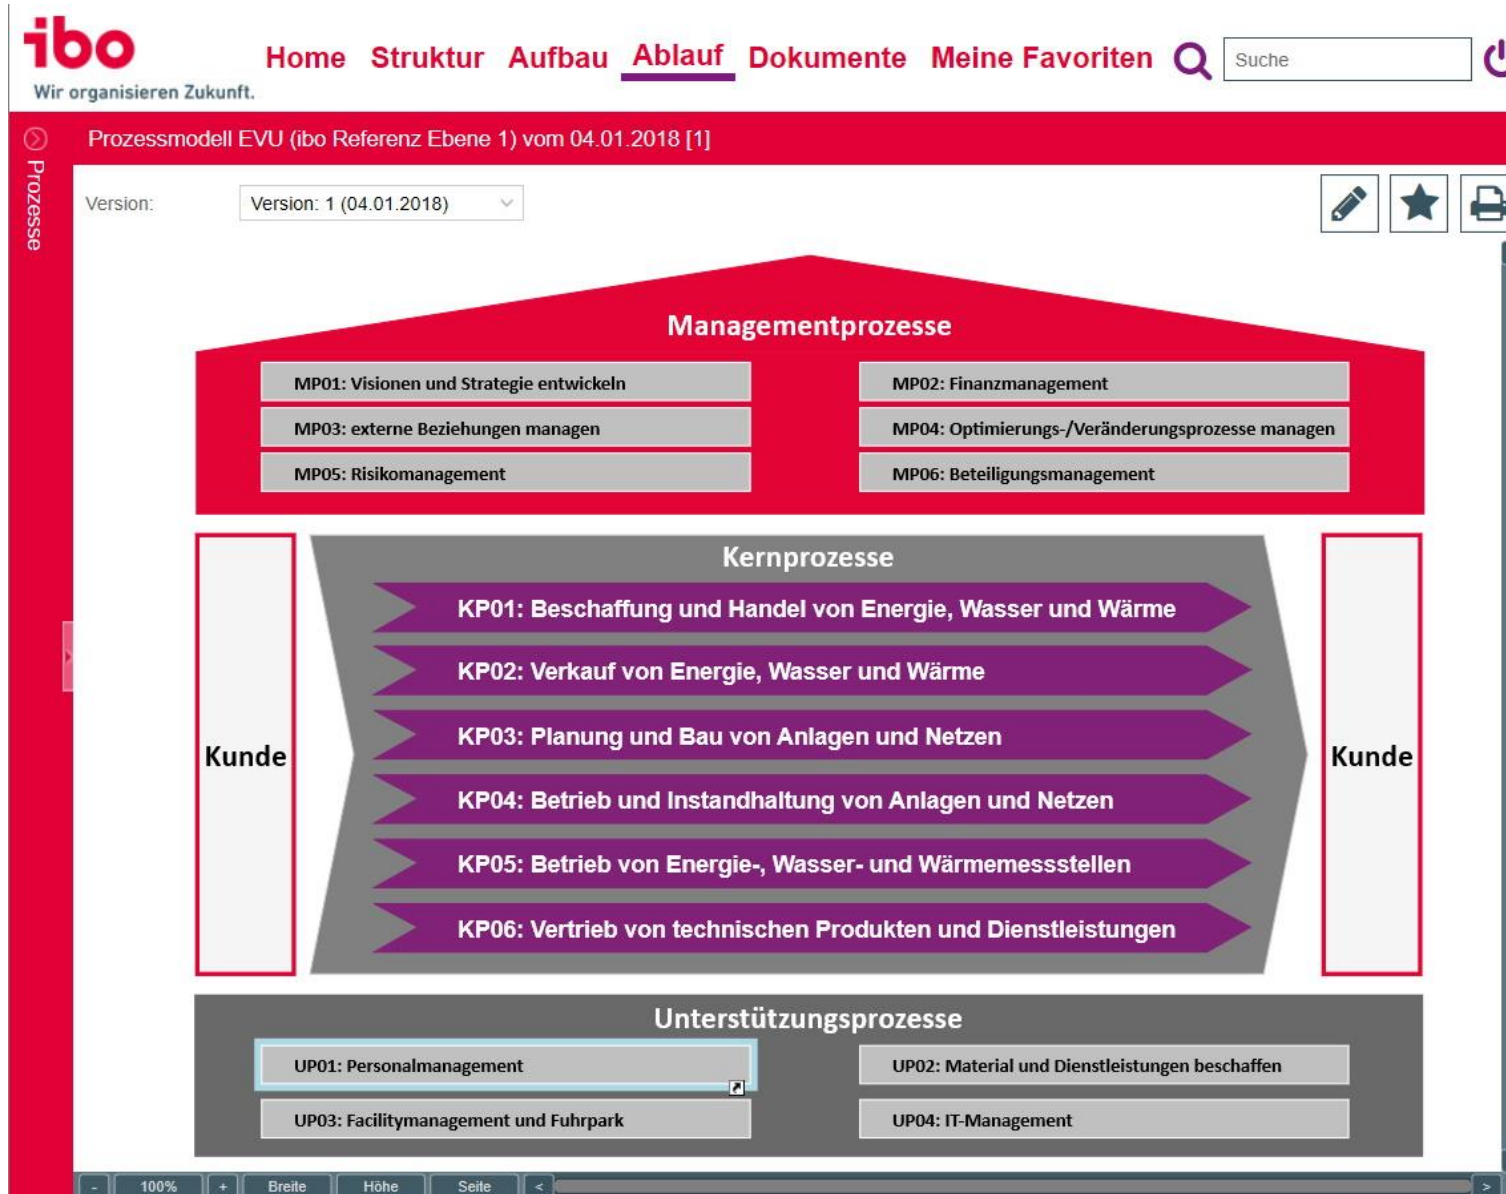 ibo
Wir organisieren Zukunft.
Home Struktur Aufbau Ablauf Dokumente Meine Favoriten Suche
Prozesse
Prozessmodell EVU (ibo Referenz Ebene 1) vom 04.01.2018 [1]
Version: Version: 1 (04.01.2018)
Managementprozesse
MP01: Visionen und Strategie entwickeln
MP02: Finanzmanagement
MP03: externe Beziehungen managen
MP04: Optimierungs-/Veränderungsprozesse managen
MP05: Risikomanagement
MP06: Beteiligungsmanagement
Kunde
Kernprozesse
KP01: Beschaffung und Handel von Energie, Wasser und Wärme
KP02: Verkauf von Energie, Wasser und Wärme
KP03: Planung und Bau von Anlagen und Netzen
KP04: Betrieb und Instandhaltung von Anlagen und Netzen
KP05: Betrieb von Energie-, Wasser- und Wärmemessstellen
KP06: Vertrieb von technischen Produkten und Dienstleistungen
Kunde
Unterstützungsprozesse
UP01: Personalmanagement
UP02: Material und Dienstleistungen beschaffen
UP03: Facilitymanagement und Fuhrpark
UP04: IT-Management
- 100% + Breite Höhe Seite < >